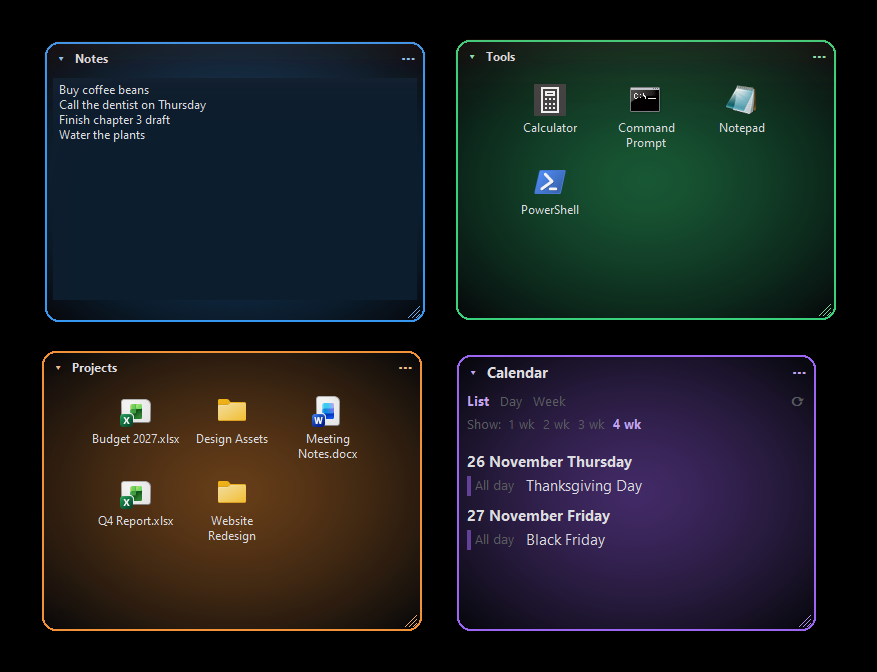 Notes
Buy coffee beans
Call the dentist on Thursday
Finish chapter 3 draft
Water the plants
Tools
Calculator
Command
Prompt
Notepad
PowerShell
Projects
Budget 2027.xlsx
Design Assets
Meeting
Notes.docx
Q4 Report.xlsx
Website
Redesign
Calendar
List Day Week
Show: 1 wk 2 wk 3 wk 4 wk
26 November Thursday
All day Thanksgiving Day
27 November Friday
All day Black Friday